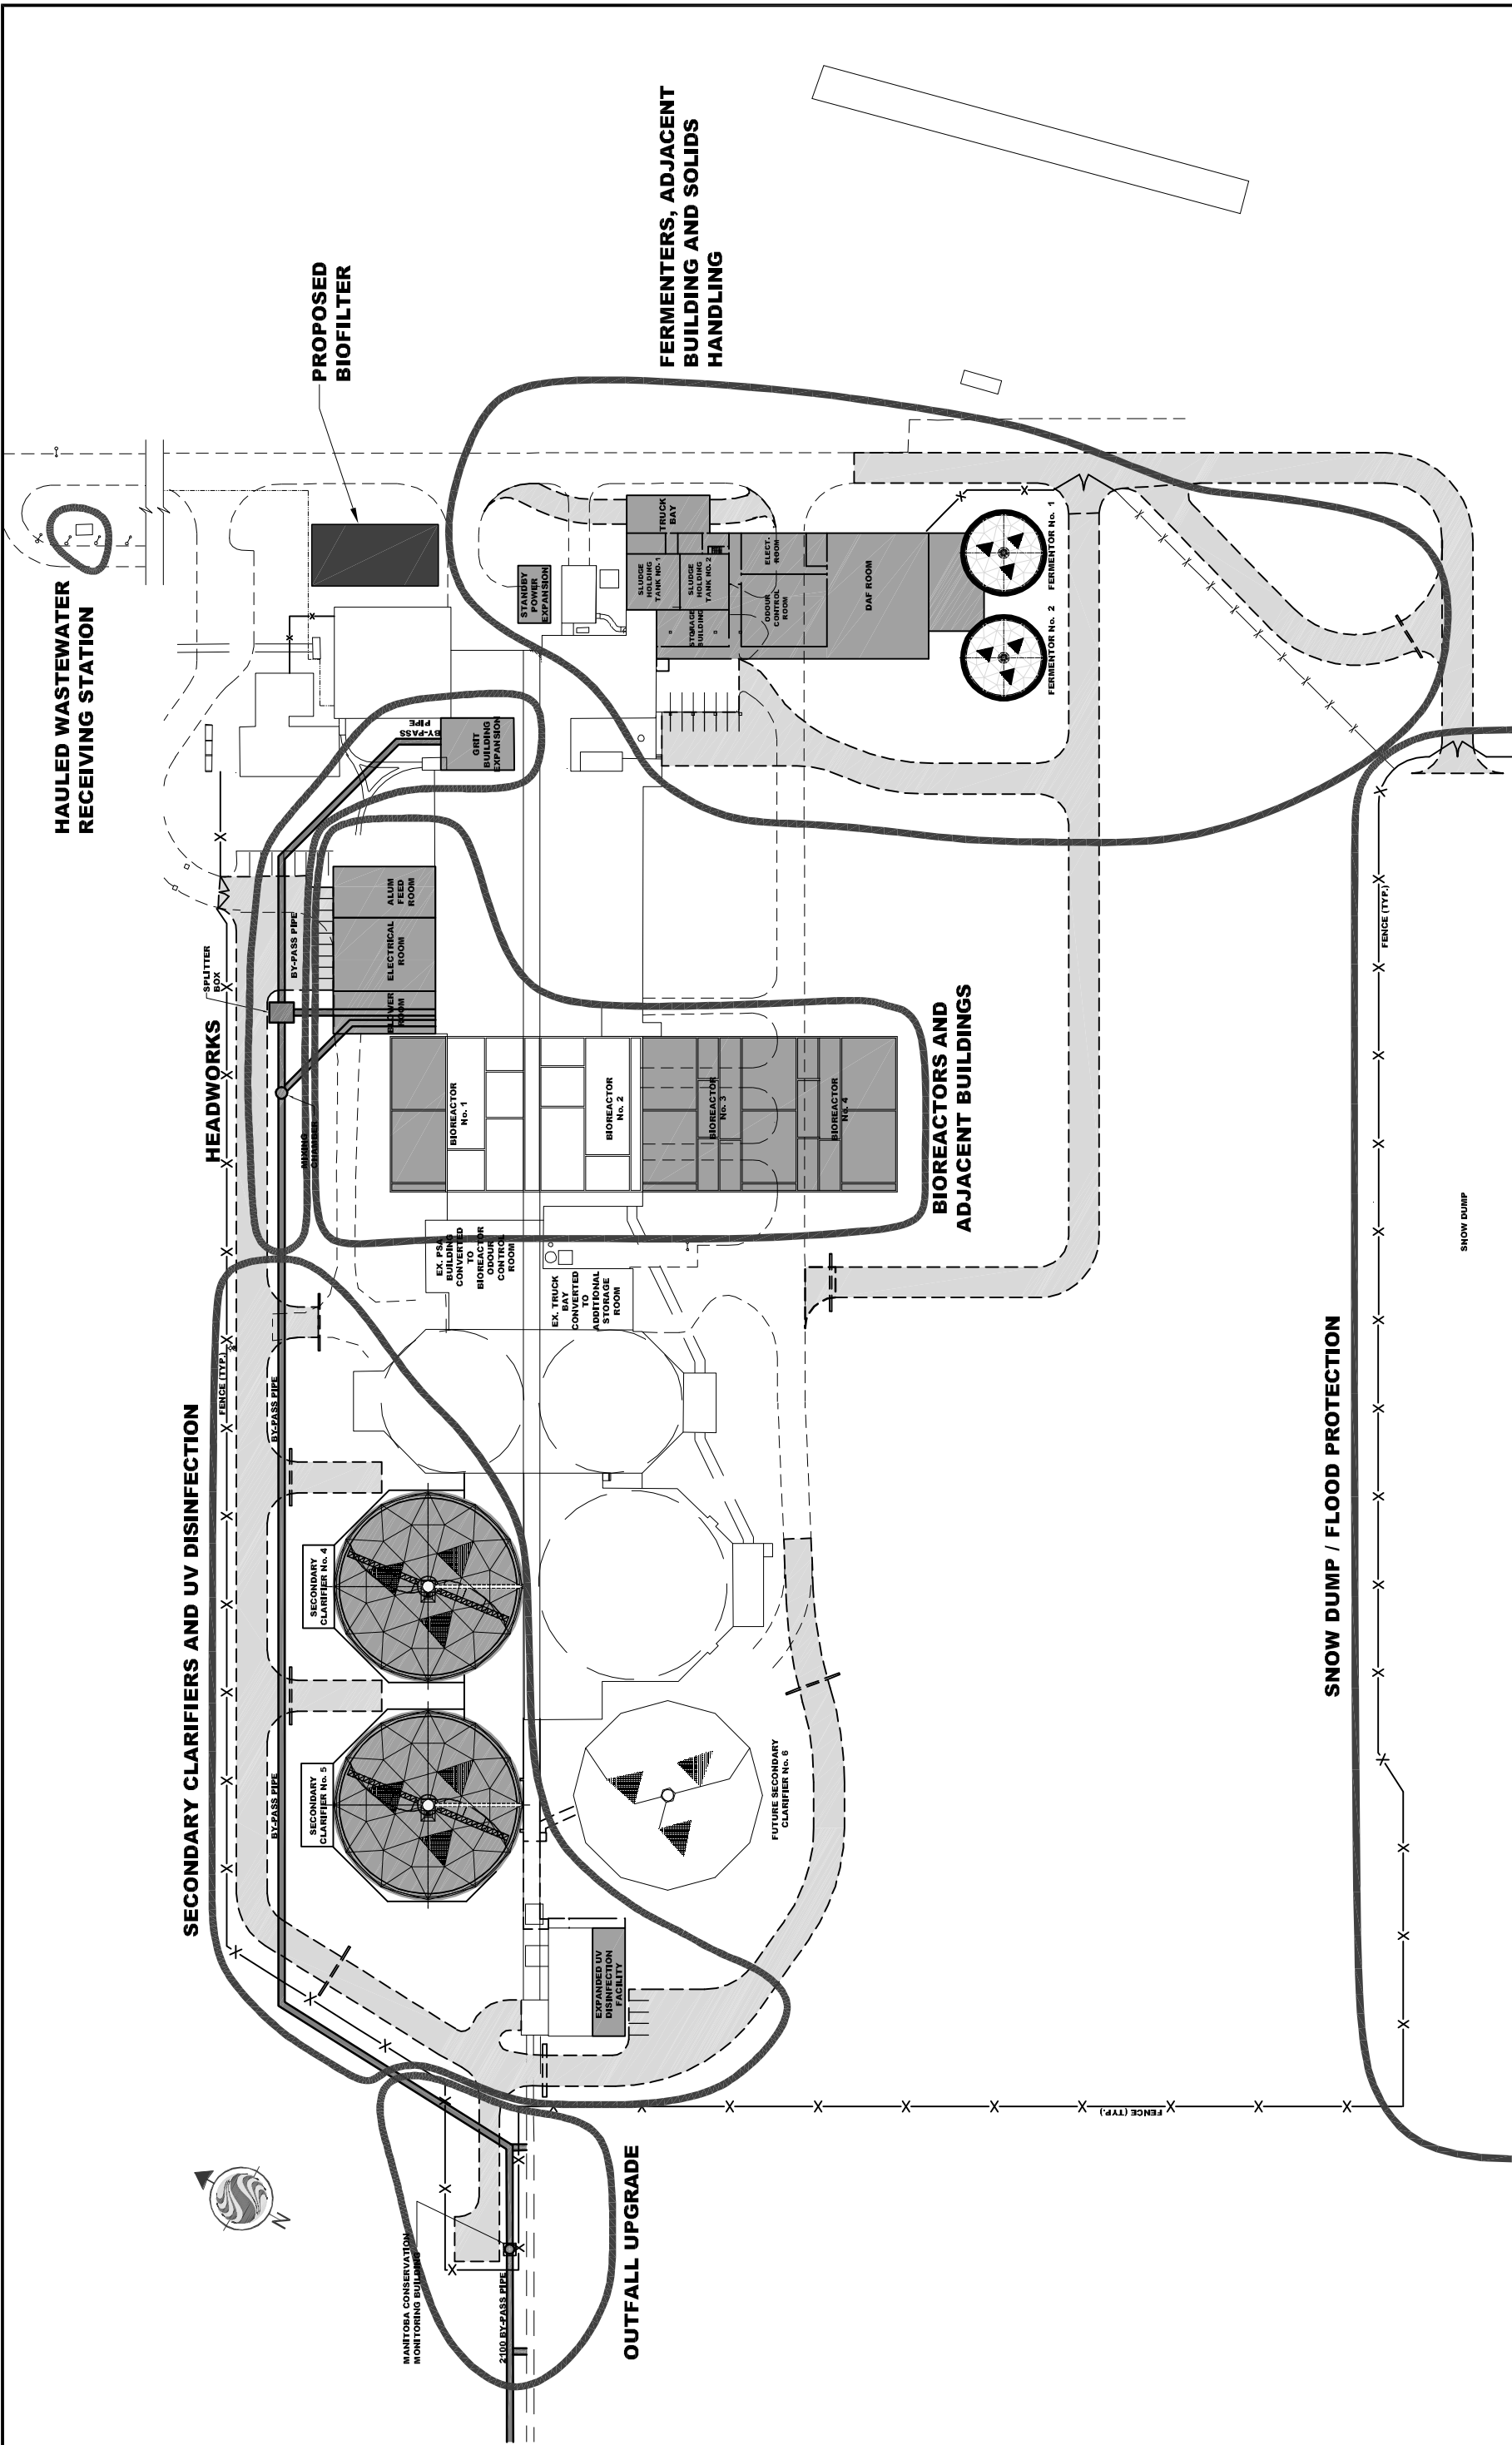 HAULED WASTEWATER
RECEIVING STATION
PROPOSED
BIOFILTER
FERMENTERS, ADJACENT
BUILDING AND SOLIDS
HANDLING
STANDBY
POWER
EXPANSION
TRUCK
BAY
SLUDGE
HOLDING
TANK NO. 1
SLUDGE
HOLDING
TANK NO. 2
STORAGE
BUILDING
ELECT.
ROOM
ODOUR
CONTROL
ROOM
DAF ROOM
FERMENTOR No. 1
FERMENTOR No. 2
BY-PASS
PIPE
GRIT
BUILDING
EXPANSION
HEADWORKS
SPLITTER
BOX
BY-PASS PIPE
ALUM
FEED
ROOM
ELECTRICAL
ROOM
BLOWER
ROOM
MIXING
CHAMBER
BIOREACTOR
No. 1
BIOREACTOR
No. 2
BIOREACTOR
No. 3
BIOREACTOR
No. 4
BIOREACTORS AND
ADJACENT BUILDINGS
EX. PSA
BUILDING
CONVERTED
TO
BIOREACTOR
ODOUR
CONTROL
ROOM
EX. TRUCK
BAY
CONVERTED
TO
ADDITIONAL
STORAGE
ROOM
FENCE (TYP.)
SNOW DUMP
SNOW DUMP / FLOOD PROTECTION
SECONDARY CLARIFIERS AND UV DISINFECTION
FENCE (TYP.)
BY-PASS PIPE
SECONDARY
CLARIFIER No. 4
BY-PASS PIPE
SECONDARY
CLARIFIER No. 5
FUTURE SECONDARY
CLARIFIER No. 6
EXPANDED UV
DISINFECTION
FACILITY
FENCE (TYP.)
N
MANITOBA CONSERVATION
MONITORING BUILDING
2100 BY-PASS PIPE
OUTFALL UPGRADE